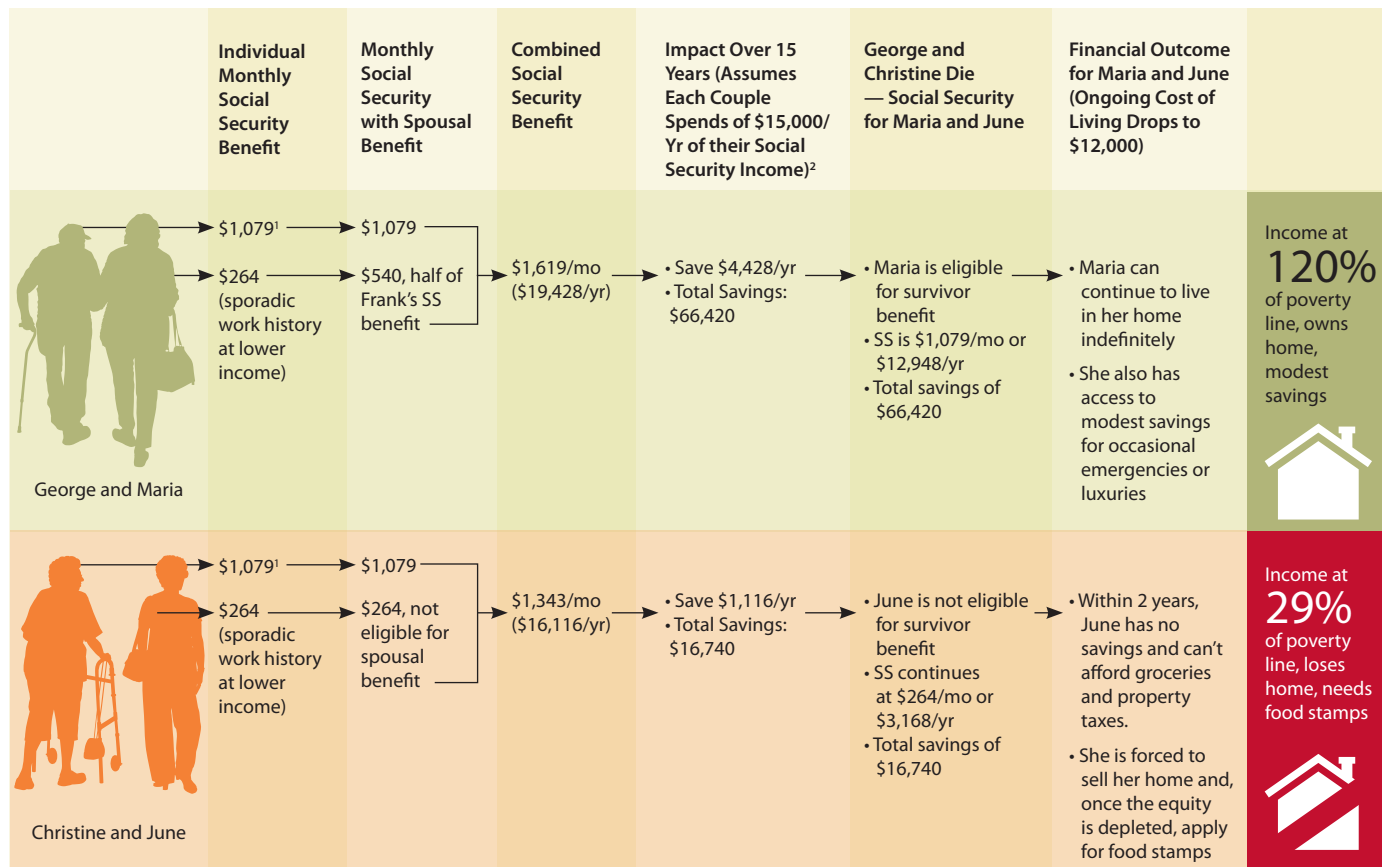 Individual
Monthly
Social
Security
Benefit
Monthly
Social
Security
with Spousal
Benefit
Combined
Social
Security
Benefit
Impact Over 15
Years (Assumes
Each Couple
Spends of $15,000/
Yr of their Social
Security Income)²
George and
Christine Die
— Social Security
for Maria and June
Financial Outcome
for Maria and June
(Ongoing Cost of
Living Drops to
$12,000)
George and Maria
$1,079¹
$264
(sporadic
work history
at lower
income)
$1,079
$540, half of
Frank's SS
benefit
$1,619/mo
($19,428/yr)
• Save $4,428/yr
• Total Savings:
$66,420
• Maria is eligible
for survivor
benefit
• SS is $1,079/mo or
$12,948/yr
• Total savings of
$66,420
• Maria can
continue to live
in her home
indefinitely
• She also has
access to
modest savings
for occasional
emergencies or
luxuries
Income at
120%
of poverty
line, owns
home,
modest
savings
Christine and June
$1,079¹
$264
(sporadic
work history
at lower
income)
$1,079
$264, not
eligible for
spousal
benefit
$1,343/mo
($16,116/yr)
• Save $1,116/yr
• Total Savings:
$16,740
• June is not eligible
for survivor
benefit
• SS continues
at $264/mo or
$3,168/yr
• Total savings of
$16,740
• Within 2 years,
June has no
savings and can't
afford groceries
and property
taxes.
• She is forced to
sell her home and,
once the equity
is depleted, apply
for food stamps
Income at
29%
of poverty
line, loses
home, needs
food stamps